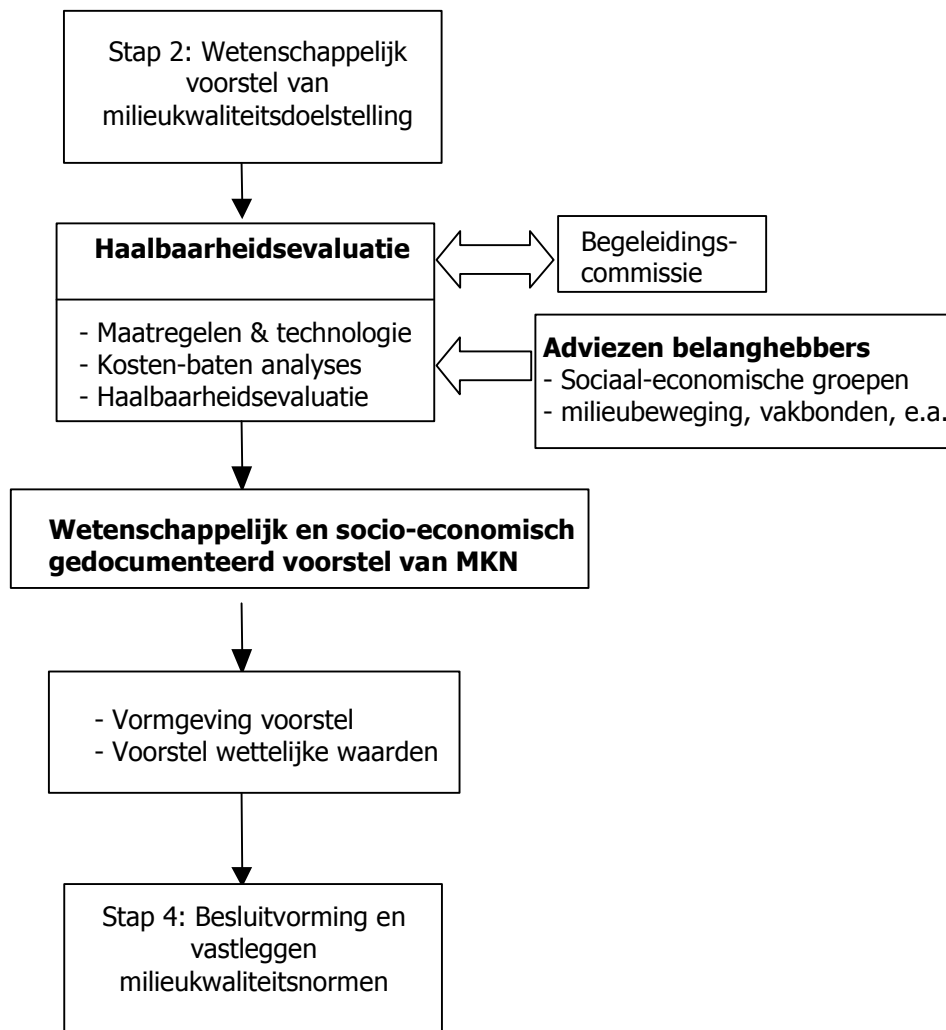 Stap 2: Wetenschappelijk
voorstel van
milieukwaliteitsdoelstelling
Haalbaarheidsevaluatie
Begeleidings-
commissie
- Maatregelen & technologie
- Kosten-baten analyses
- Haalbaarheidsevaluatie
Adviezen belanghebbers
- Sociaal-economische groepen
- milieubeweging, vakbonden, e.a.
Wetenschappelijk en socio-economisch
gedocumenteerd voorstel van MKN
- Vormgeving voorstel
- Voorstel wettelijke waarden
Stap 4: Besluitvorming en
vastleggen
milieukwaliteitsnormen